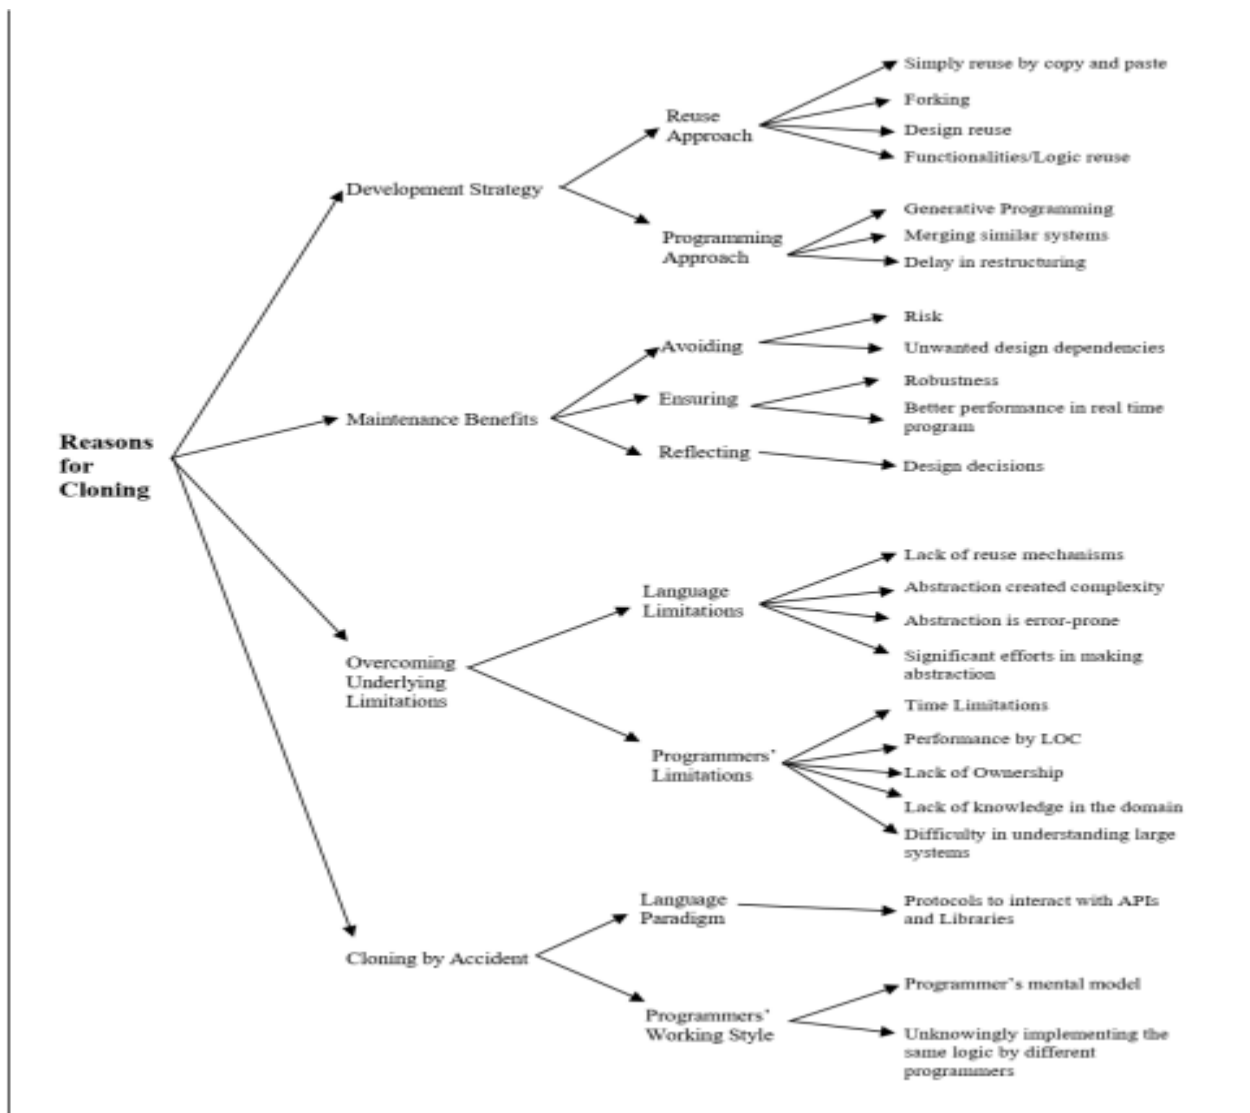 Reasons
for
Cloning
Development Strategy
Reuse
Approach
Simply reuse by copy and paste
Forking
Design reuse
Functionalities/Logic reuse
Programming
Approach
Generative Programming
Merging similar systems
Delay in restructuring
Maintenance Benefits
Avoiding
Risk
Unwanted design dependencies
Ensuring
Robustness
Better performance in real time
program
Reflecting
Design decisions
Overcoming
Underlying
Limitations
Language
Limitations
Lack of reuse mechanisms
Abstraction created complexity
Abstraction is error-prone
Significant efforts in making
abstraction
Programmers'
Limitations
Time Limitations
Performance by LOC
Lack of Ownership
Lack of knowledge in the domain
Difficulty in understanding large
systems
Cloning by Accident
Language
Paradigm
Protocols to interact with APIs
and Libraries
Programmers'
Working Style
Programmer's mental model
Unknowingly implementing the
same logic by different
programmers